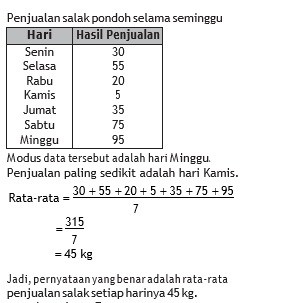 Penjualan salak pondoh selama seminggu
Hari Hasil Penjualan
Senin 30
Selasa 55
Rabu 20
Kamis 5
Jumat 35
Sabtu 75
Minggu 95
Modus data tersebut adalah hari Minggu.
Penjualan paling sedikit adalah hari Kamis.
Rata-rata = 30 + 55 + 20 + 5 + 35 + 75 + 95
7
= 315
7
= 45 kg
Jadi, pernyataan yang benar adalah rata-rata
penjualan salak setiap harinya 45 kg.